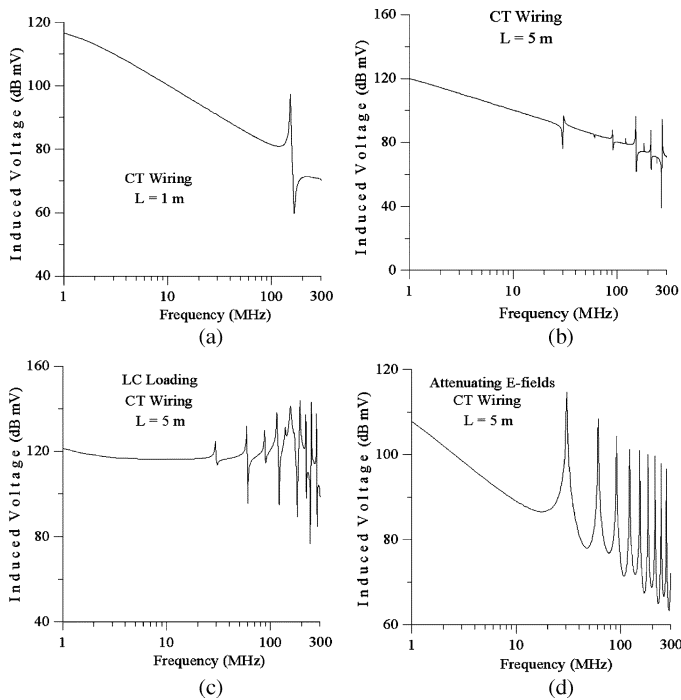 120
100
80
60
40
Induced Voltage (dB mV)
CT Wiring
L = 1 m
1
10
100
300
Frequency (MHz)
(a)
160
120
80
40
0
Induced Voltage (dB mV)
CT Wiring
L = 5 m
1
10
100
300
Frequency (MHz)
(b)
160
120
80
40
Induced Voltage (dB mV)
LC Loading
CT Wiring
L = 5 m
1
10
100
300
Frequency (MHz)
(c)
120
100
80
60
Induced Voltage (dB mV)
Attenuating E-fields
CT Wiring
L = 5 m
1
10
100
300
Frequency (MHz)
(d)